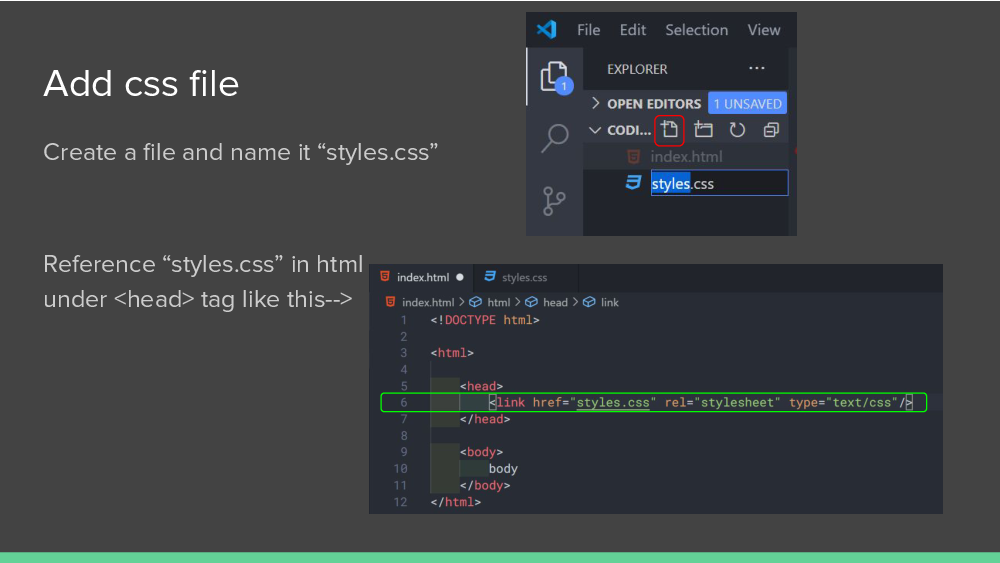 Add css file
Create a file and name it “styles.css”
Reference “styles.css” in html
under <head> tag like this-->
File Edit Selection View
EXPLORER ...
1
OPEN EDITORS 1 UNSAVED
CODI...
index.html
styles.css
index.html styles.css
index.html > html > head > link
1 <!DOCTYPE html>
2
3 <html>
4
5 <head>
6 <link href="styles.css" rel="stylesheet" type="text/css"/>
7 </head>
8
9 <body>
10 body
11 </body>
12 </html>